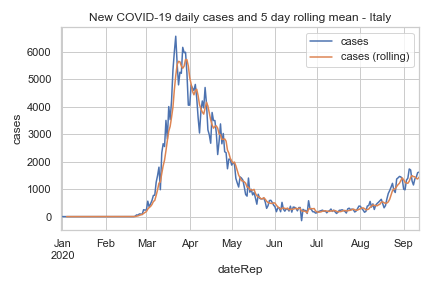 New COVID-19 daily cases and 5 day rolling mean - Italy
cases
cases (rolling)
6000
5000
4000
3000
2000
1000
0
cases
Jan Feb Mar Apr May Jun Jul Aug Sep
2020
dateRep